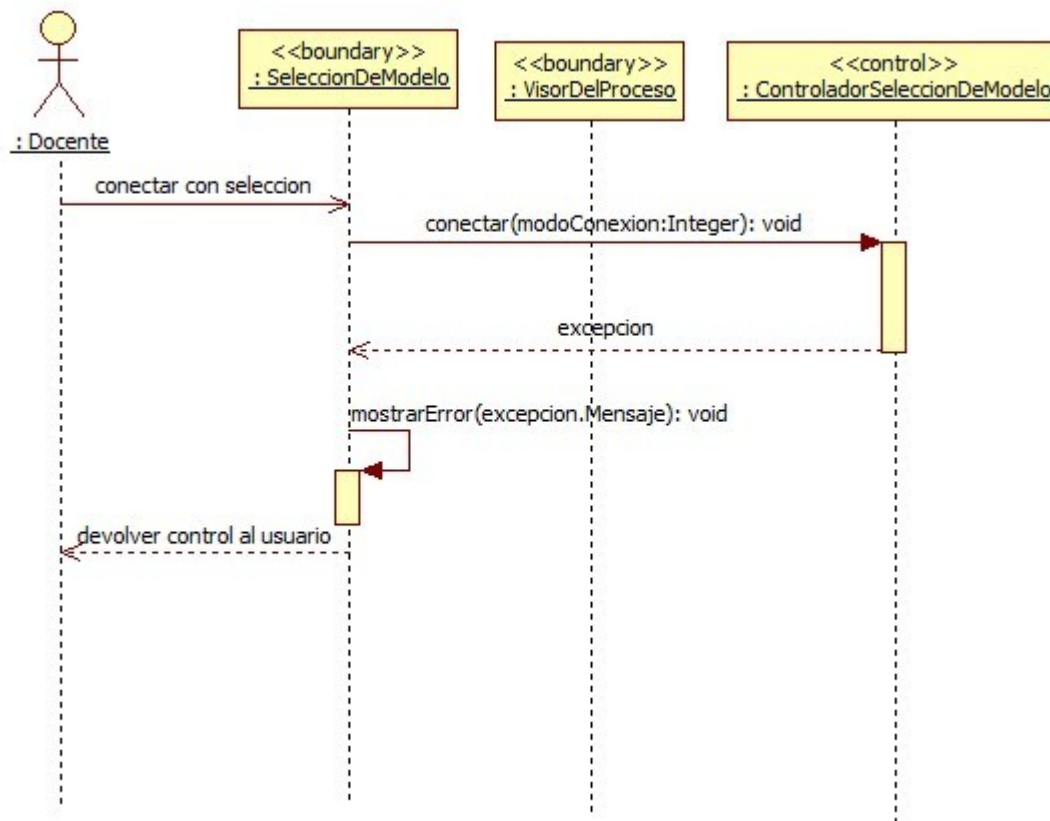 <<boundary>>
: SeleccionDeModelo
<<boundary>>
: VisorDelProceso
<<control>>
: ControladorSeleccionDeModelo
: Docente
conectar con seleccion
conectar(modoConexion:Integer): void
excepcion
mostrarError(excepcion.Mensaje): void
devolver control al usuario